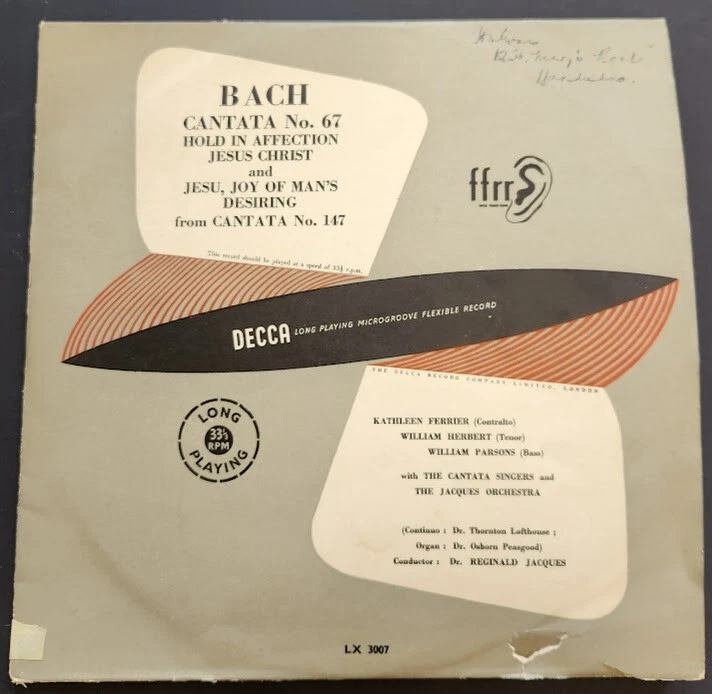 BACH
CANTATA No. 67
HOLD IN AFFECTION
JESUS CHRIST
and
JESU, JOY OF MAN'S
DESIRING
from CANTATA No. 147
This record should be played at a speed of 33⅓ r.p.m.
ffrr
DECCA LONG PLAYING MICROGROOVE FLEXIBLE RECORD
THE DECCA RECORD COMPANY LIMITED, LONDON
LONG
33⅓
RPM
PLAYING
KATHLEEN FERRIER (Contralto)
WILLIAM HERBERT (Tenor)
WILLIAM PARSONS (Bass)
with THE CANTATA SINGERS and
THE JACQUES ORCHESTRA
(Continuo : Dr. Thornton Lofthouse ;
Organ : Dr. Osborn Peasgood)
Conductor : Dr. REGINALD JACQUES
LX 3007